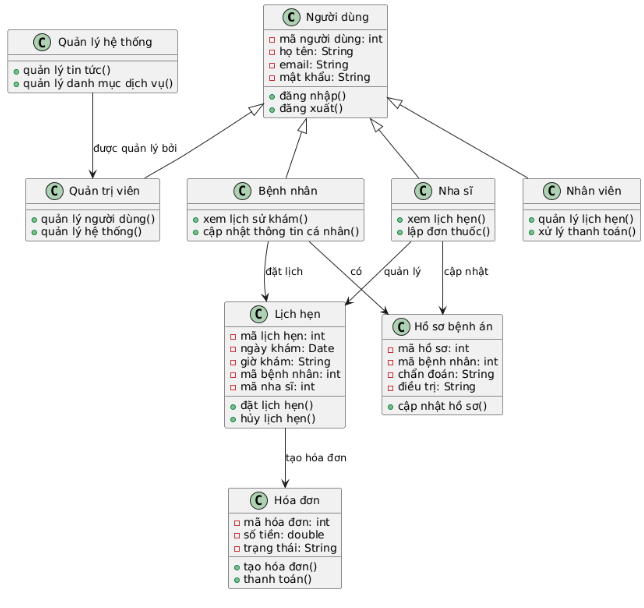 C Người dùng
mã người dùng: int
họ tên: String
email: String
mật khẩu: String
đăng nhập()
đăng xuất()
C Quản lý hệ thống
quản lý tin tức()
quản lý danh mục dịch vụ()
được quản lý bởi
C Quản trị viên
quản lý người dùng()
quản lý hệ thống()
C Bệnh nhân
xem lịch sử khám()
cập nhật thông tin cá nhân()
C Nha sĩ
xem lịch hẹn()
lập đơn thuốc()
C Nhân viên
quản lý lịch hẹn()
xử lý thanh toán()
đặt lịch
có
quản lý
cập nhật
C Lịch hẹn
mã lịch hẹn: int
ngày khám: Date
giờ khám: String
mã bệnh nhân: int
mã nha sĩ: int
đặt lịch hẹn()
hủy lịch hẹn()
C Hồ sơ bệnh án
mã hồ sơ: int
mã bệnh nhân: int
chẩn đoán: String
điều trị: String
cập nhật hồ sơ()
tạo hóa đơn
C Hóa đơn
mã hóa đơn: int
số tiền: double
trạng thái: String
tạo hóa đơn()
thanh toán()